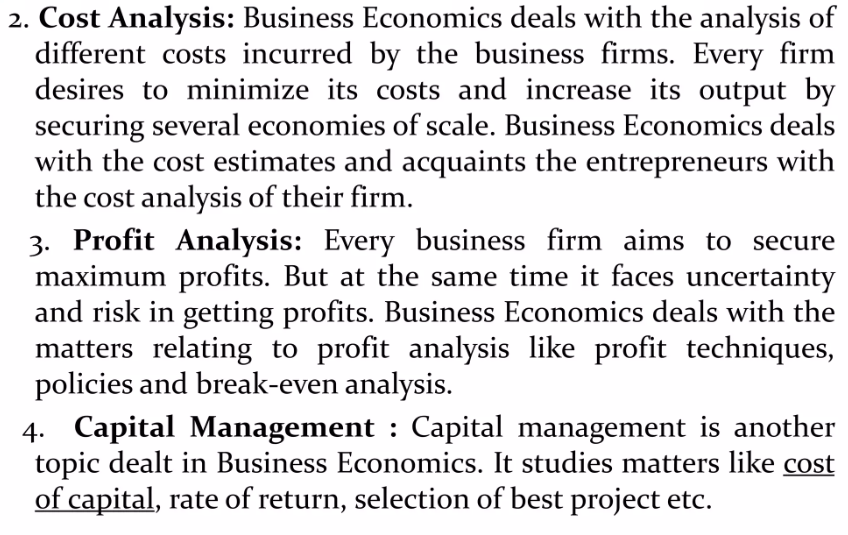 2. Cost Analysis: Business Economics deals with the analysis of
different costs incurred by the business firms. Every firm
desires to minimize its costs and increase its output by
securing several economies of scale. Business Economics deals
with the cost estimates and acquaints the entrepreneurs with
the cost analysis of their firm.
3. Profit Analysis: Every business firm aims to secure
maximum profits. But at the same time it faces uncertainty
and risk in getting profits. Business Economics deals with the
matters relating to profit analysis like profit techniques,
policies and break-even analysis.
4. Capital Management : Capital management is another
topic dealt in Business Economics. It studies matters like cost
of capital, rate of return, selection of best project etc.